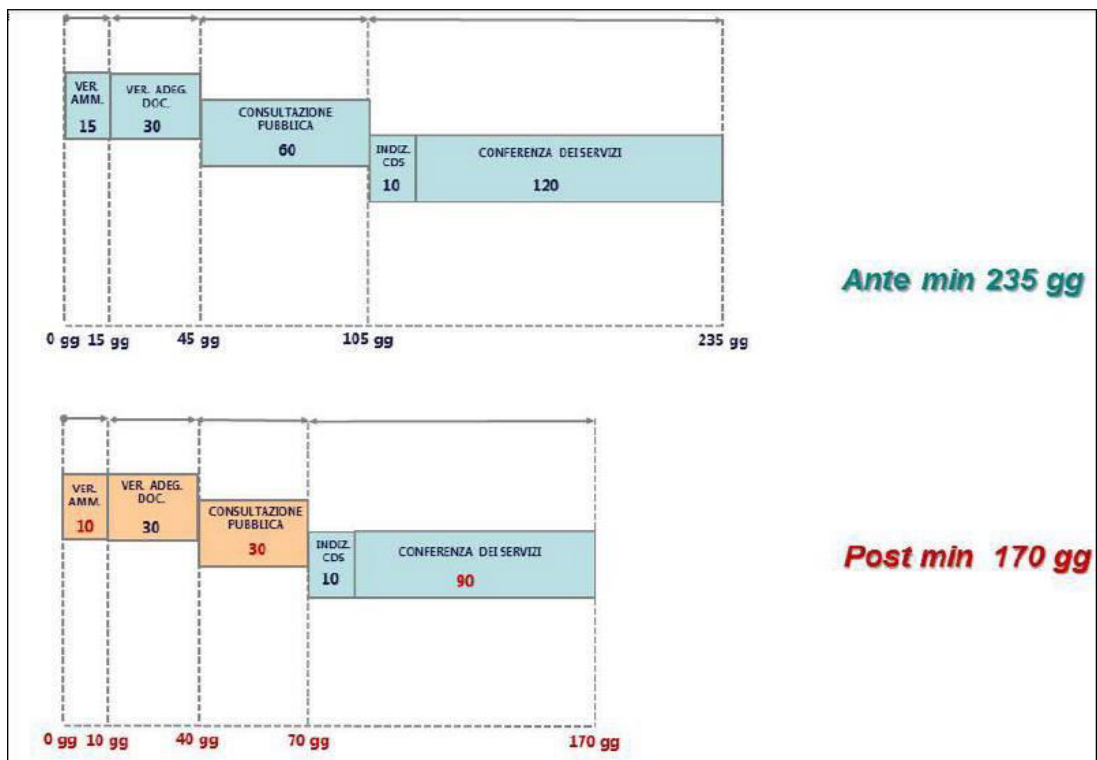 VER.
AMM.
15
VER. ADEG.
DOC.
30
CONSULTAZIONE
PUBBLICA
60
INDIZ.
CDS
10
CONFERENZA DEI SERVIZI
120
Ante min 235 gg
0 gg 15 gg 45 gg 105 gg 235 gg
VER.
AMM.
10
VER. ADEG.
DOC.
30
CONSULTAZIONE
PUBBLICA
30
INDIZ.
CDS
10
CONFERENZA DEI SERVIZI
90
Post min 170 gg
0 gg 10 gg 40 gg 70 gg 170 gg